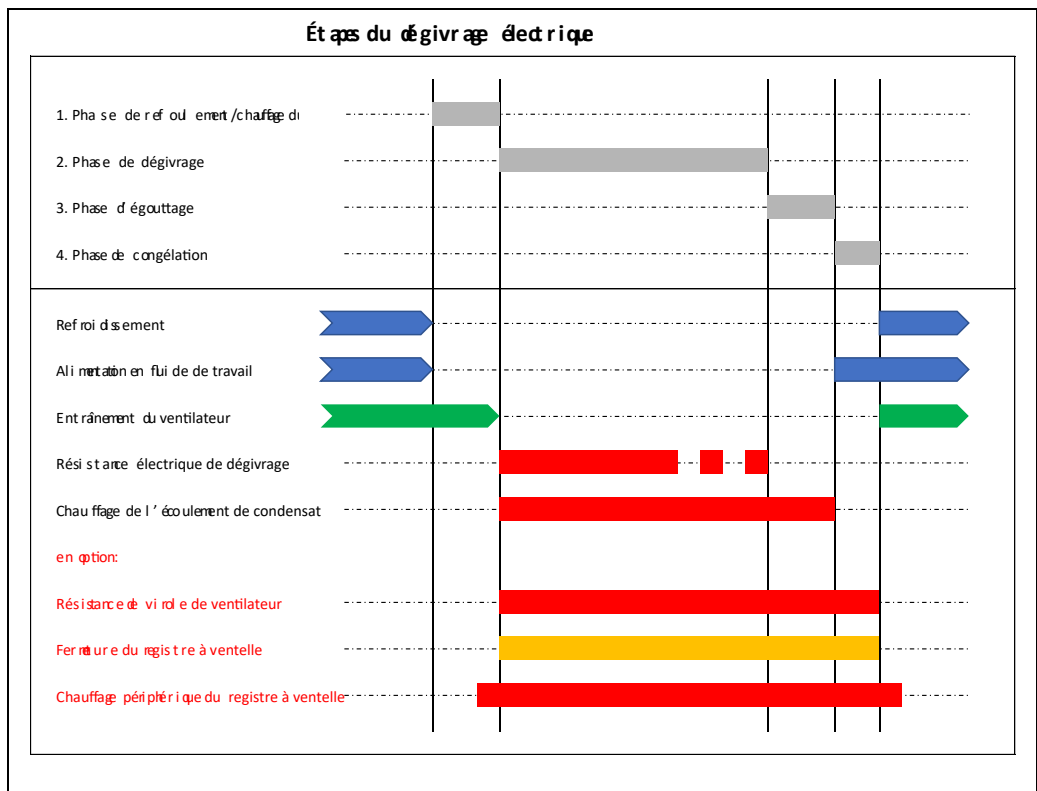 Étapes du dégivrage électrique
1. Phase de refoulement/chauffage du
2. Phase de dégivrage
3. Phase d'égouttage
4. Phase de congélation
Refroidissement
Alimentation en fluide de travail
Entraînement du ventilateur
Résistance électrique de dégivrage
Chauffage de l'écoulement de condensat
en option:
Résistance de virole de ventilateur
Fermeture du registre à ventelle
Chauffage périphérique du registre à ventelle